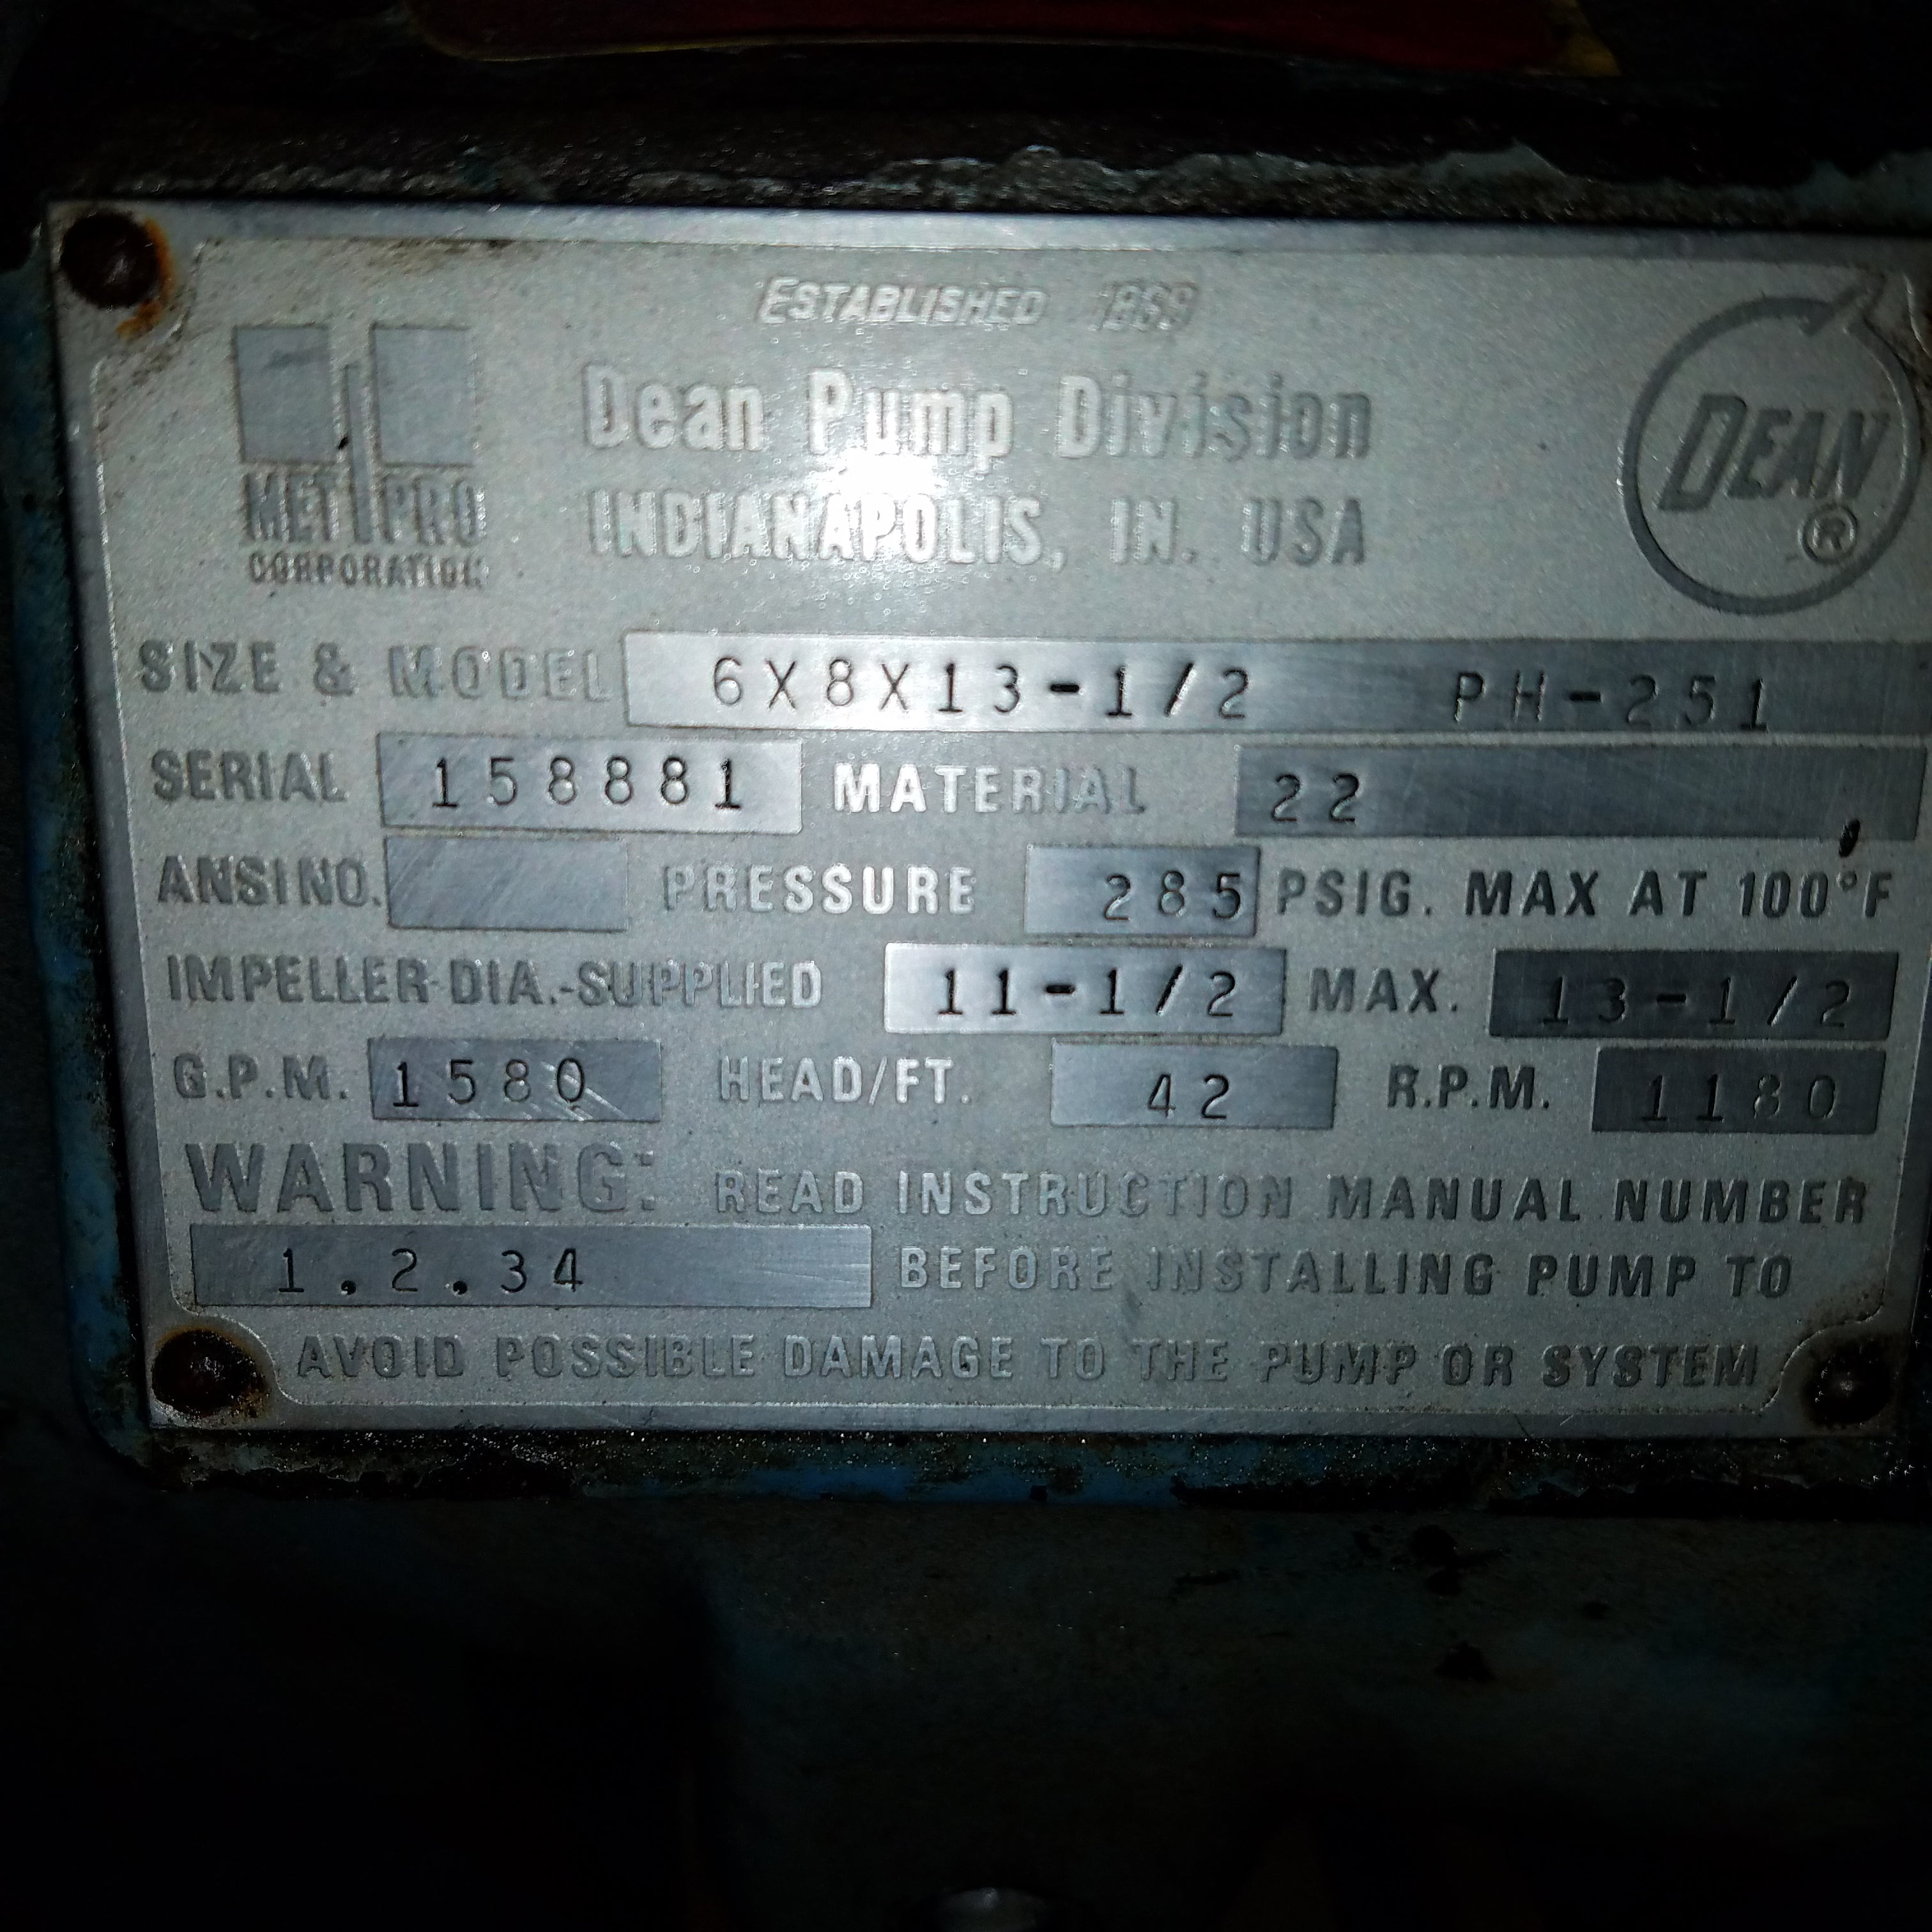 ESTABLISHED 1869
Dean Pump Division
INDIANAPOLIS, IN. USA
MET PRO
CORPORATION
DEAN
®
SIZE & MODEL 6X8X13-1/2 PH-251
SERIAL 158881 MATERIAL 22
ANSI NO. PRESSURE 285 PSIG. MAX AT 100°F
IMPELLER DIA.-SUPPLIED 11-1/2 MAX. 13-1/2
G.P.M. 1580 HEAD/FT. 42 R.P.M. 1180
WARNING: READ INSTRUCTION MANUAL NUMBER
1.2.34 BEFORE INSTALLING PUMP TO
AVOID POSSIBLE DAMAGE TO THE PUMP OR SYSTEM